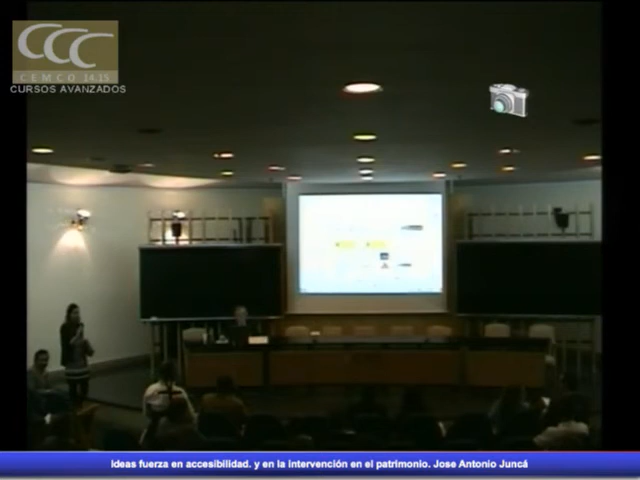 CCC
CEMCO 14.15
CURSOS AVANZADOS
Ideas fuerza en accesibilidad. y en la intervención en el patrimonio. Jose Antonio Juncá